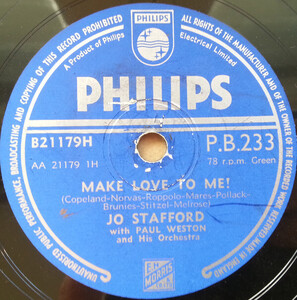 UNAUTHORISED PUBLIC PERFORMANCE, BROADCASTING AND COPYING OF THIS RECORD PROHIBITED
ALL RIGHTS OF THE MANUFACTURER AND OF THE OWNER OF THE RECORDED WORK RESERVED
MADE IN ENGLAND
PHILIPS
A Product of Philips
Electrical Limited
PHILIPS
B21179H
P.B.233
AA 21179 1H
78 r.p.m. Green
MAKE LOVE TO ME!
(Copeland-Norvas-Roppolo-Mares-Pollack-
Brunies-Stitzel-Melrose)
JO STAFFORD
with PAUL WESTON
and His Orchestra
MORRIS